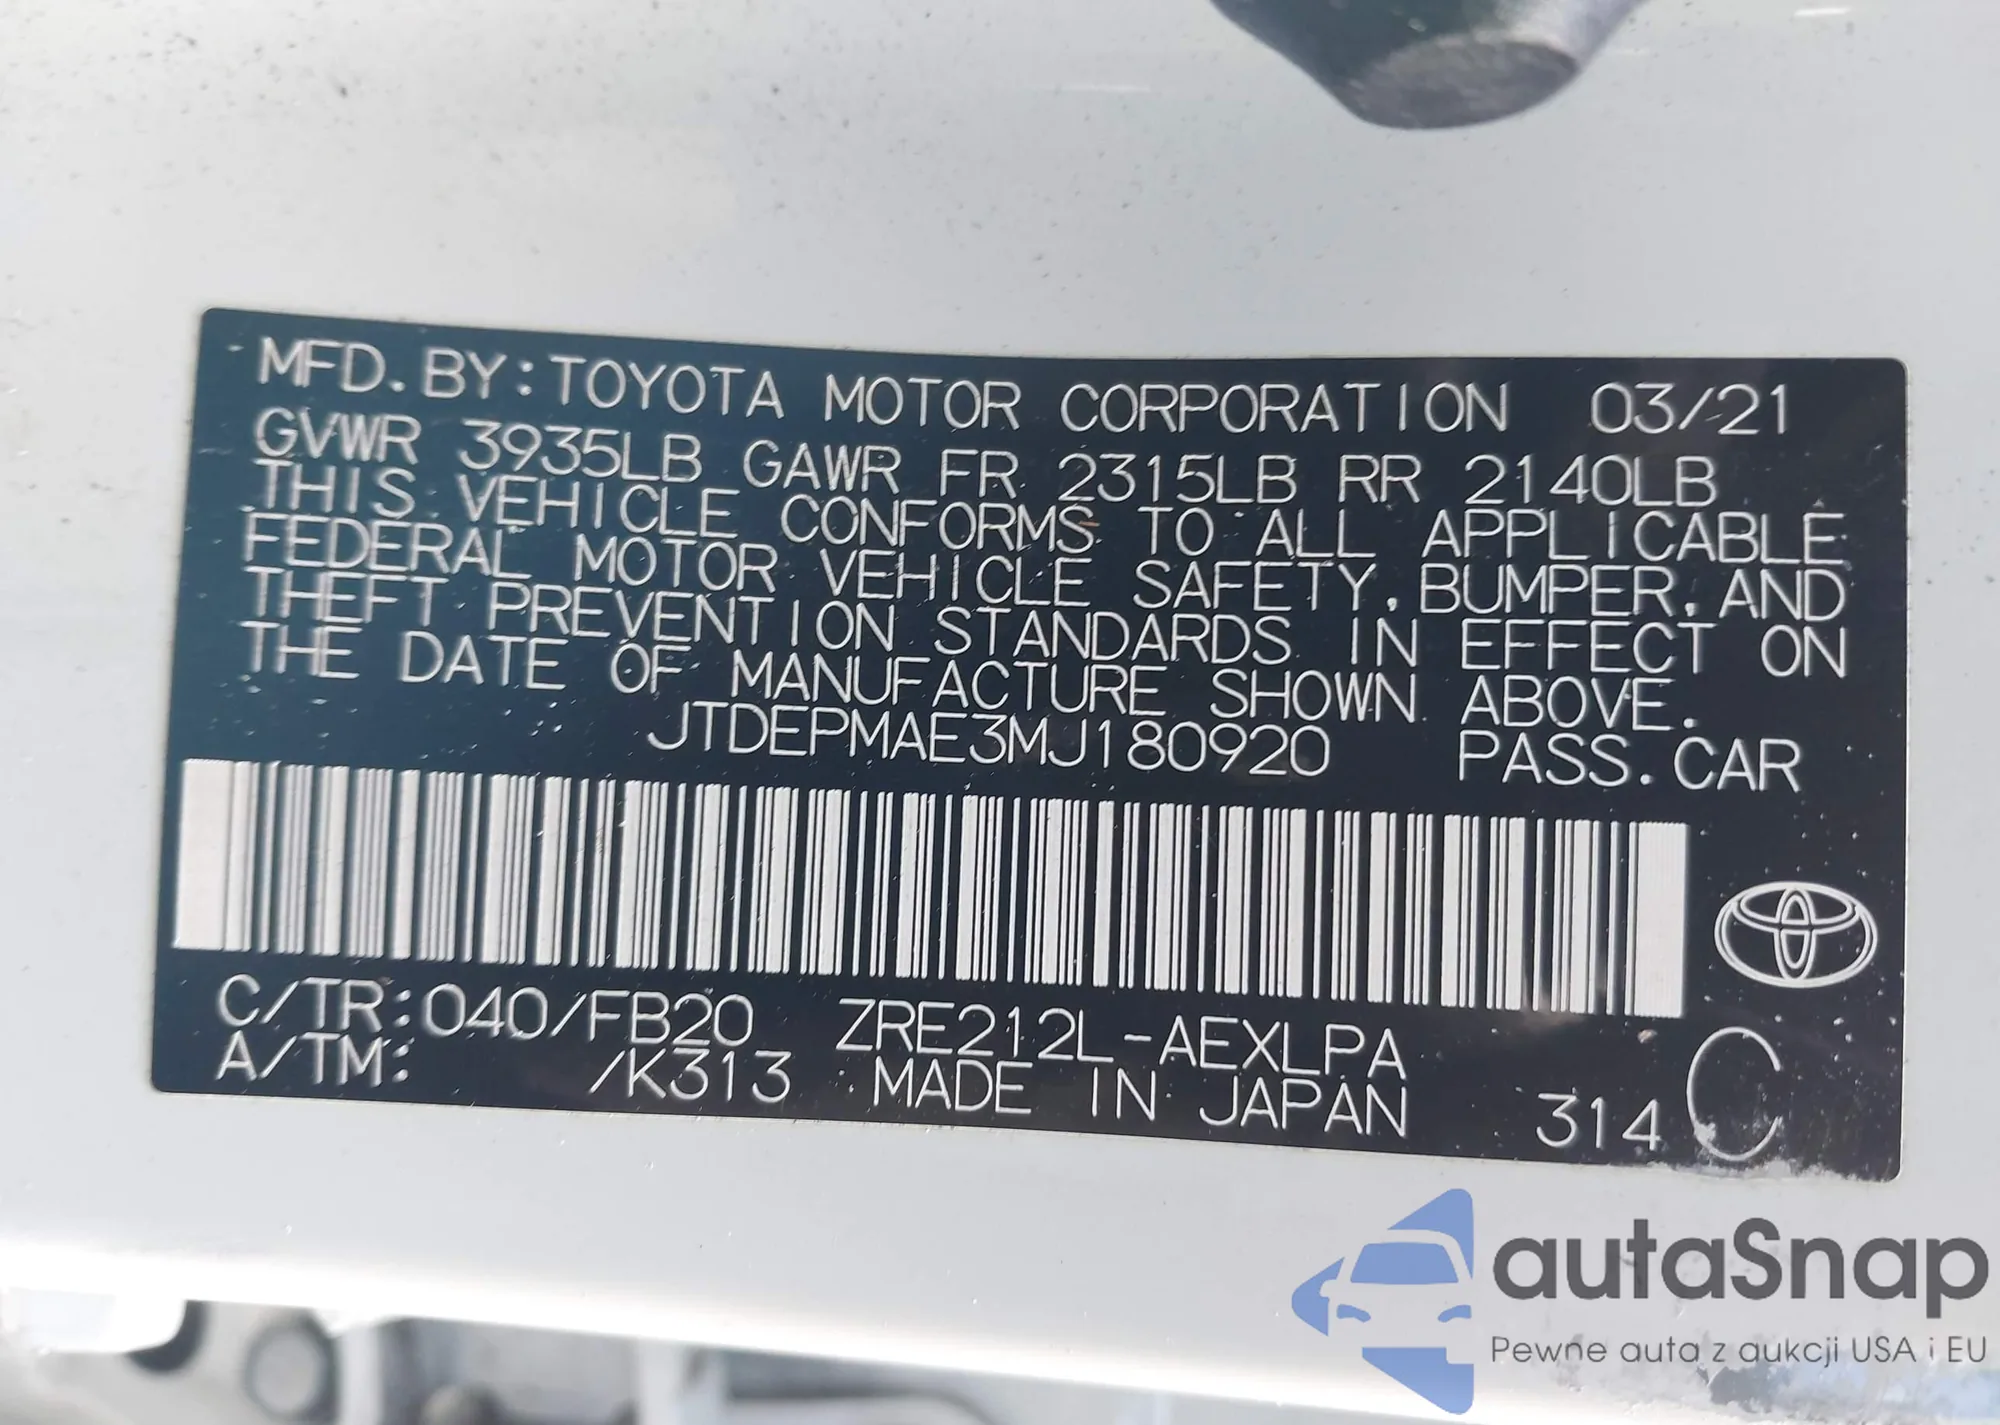 MFD. BY: TOYOTA MOTOR CORPORATION 03/21
GVWR 3935LB GAWR FR 2315LB RR 2140LB
THIS VEHICLE CONFORMS TO ALL APPLICABLE
FEDERAL MOTOR VEHICLE SAFETY, BUMPER, AND
THEFT PREVENTION STANDARDS IN EFFECT ON
THE DATE OF MANUFACTURE SHOWN ABOVE.
JTDEPMAE3MJ180920 PASS. CAR
C/TR: 040/FB20 ZRE212L-AEXLPA
A/TM: /K313 MADE IN JAPAN 314 C
autaSnap
Pewne auta z aukcji USA i EU